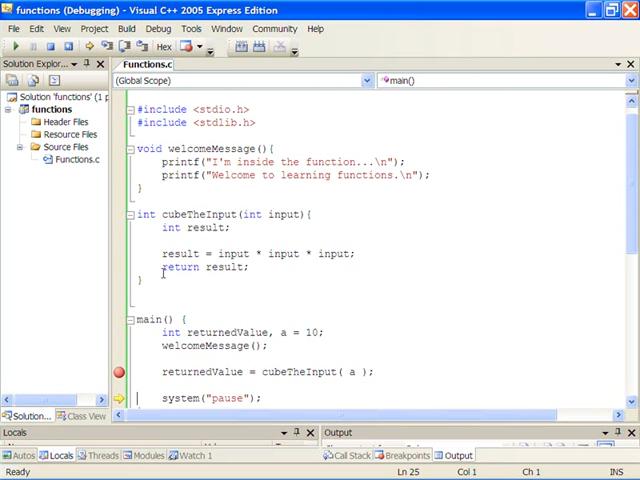 functions (Debugging) - Visual C++ 2005 Express Edition
File Edit View Project Build Debug Tools Window Community Help
Hex
Solution Explor...
Functions.c
(Global Scope)
main()
Solution 'functions' (1 p
functions
Header Files
Resource Files
Source Files
Functions.c
#include <stdio.h>
#include <stdlib.h>
void welcomeMessage(){
printf("I'm inside the function...\n");
printf("Welcome to learning functions.\n");
}
int cubeTheInput(int input){
int result;
result = input * input * input;
return result;
}
main() {
int returnedValue, a = 10;
welcomeMessage();
returnedValue = cubeTheInput( a );
system("pause");
Solution... Class View
Locals
Output
Autos Locals Threads Modules Watch 1
Call Stack Breakpoints Output
Ready
Ln 25 Col 1 Ch 1 INS